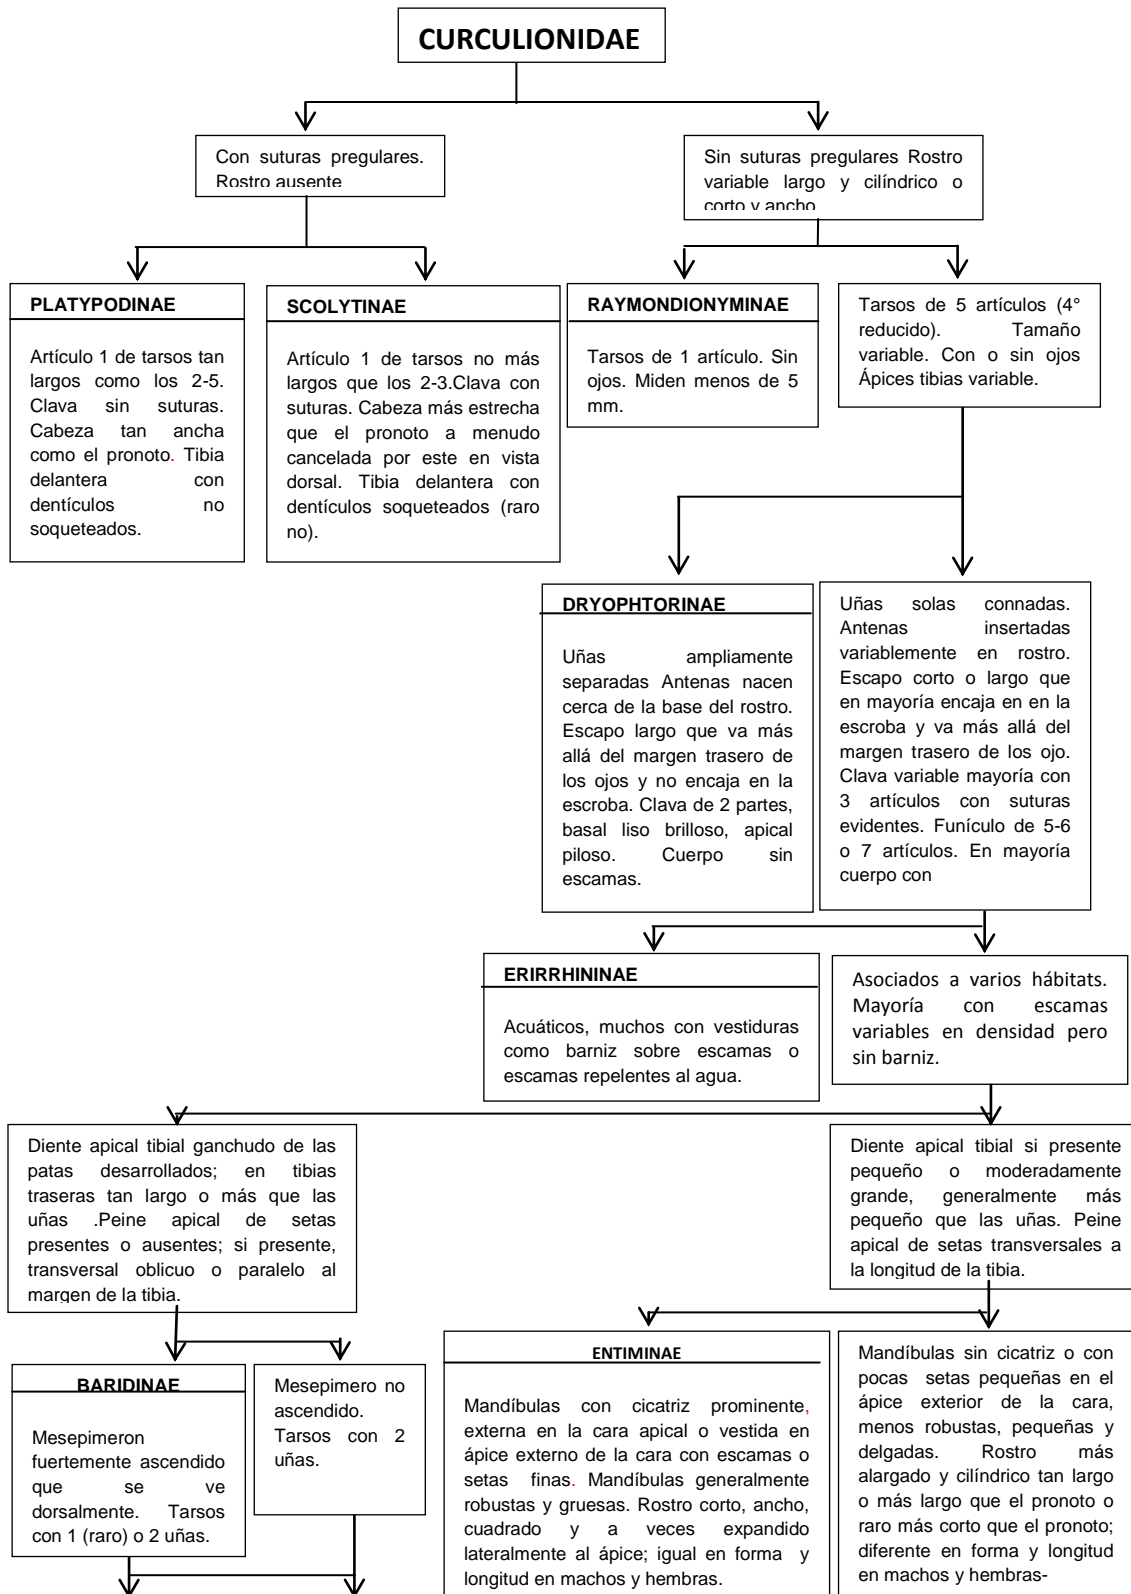 CURCULIONIDAE
Con suturas pregulares.
Rostro ausente
Sin suturas pregulares Rostro
variable largo y cilíndrico o
corto y ancho
PLATYPODINAE
Artículo 1 de tarsos tan
largos como los 2-5.
Clava sin suturas.
Cabeza tan ancha
como el pronoto. Tibia
delantera con
dentículos no
soqueteados.
SCOLYTINAE
Artículo 1 de tarsos no más
largos que los 2-3.Clava con
suturas. Cabeza más estrecha
que el pronoto a menudo
cancelada por este en vista
dorsal. Tibia delantera con
dentículos soqueteados (raro
no).
RAYMONDIONYMINAE
Tarsos de 1 artículo. Sin
ojos. Miden menos de 5
mm.
Tarsos de 5 artículos (4°
reducido). Tamaño
variable. Con o sin ojos
Ápices tibias variable.
DRYOPHTORINAE
Uñas ampliamente
separadas Antenas nacen
cerca de la base del rostro.
Escapo largo que va más
allá del margen trasero de
los ojos y no encaja en la
escroba. Clava de 2 partes,
basal liso brilloso, apical
piloso. Cuerpo sin
escamas.
Uñas solas connadas.
Antenas insertadas
variablemente en rostro.
Escapo corto o largo que
en mayoría encaja en en la
escroba y va más allá del
margen trasero de los ojo.
Clava variable mayoría con
3 artículos con suturas
evidentes. Funículo de 5-6
o 7 artículos. En mayoría
cuerpo con
ERIRRHININAE
Acuáticos, muchos con vestiduras
como barniz sobre escamas o
escamas repelentes al agua.
Asociados a varios hábitats.
Mayoría con escamas
variables en densidad pero
sin barniz.
Diente apical tibial ganchudo de las
patas desarrollados; en tibias
traseras tan largo o más que las
uñas .Peine apical de setas
presentes o ausentes; si presente,
transversal oblicuo o paralelo al
margen de la tibia.
Diente apical tibial si presente
pequeño o moderadamente
grande, generalmente más
pequeño que las uñas. Peine
apical de setas transversales a
la longitud de la tibia.
BARIDINAE
Mesepimeron
fuertemente ascendido
que se ve
dorsalmente. Tarsos
con 1 (raro) o 2 uñas.
Mesepimero no
ascendido.
Tarsos con 2
uñas.
ENTIMINAE
Mandíbulas con cicatriz prominente,
externa en la cara apical o vestida en
ápice externo de la cara con escamas o
setas finas. Mandíbulas generalmente
robustas y gruesas. Rostro corto, ancho,
cuadrado y a veces expandido
lateralmente al ápice; igual en forma y
longitud en machos y hembras.
Mandíbulas sin cicatriz o con
pocas setas pequeñas en el
ápice exterior de la cara,
menos robustas, pequeñas y
delgadas. Rostro más
alargado y cilíndrico tan largo
o más largo que el pronoto o
raro más corto que el pronoto;
diferente en forma y longitud
en machos y hembras-